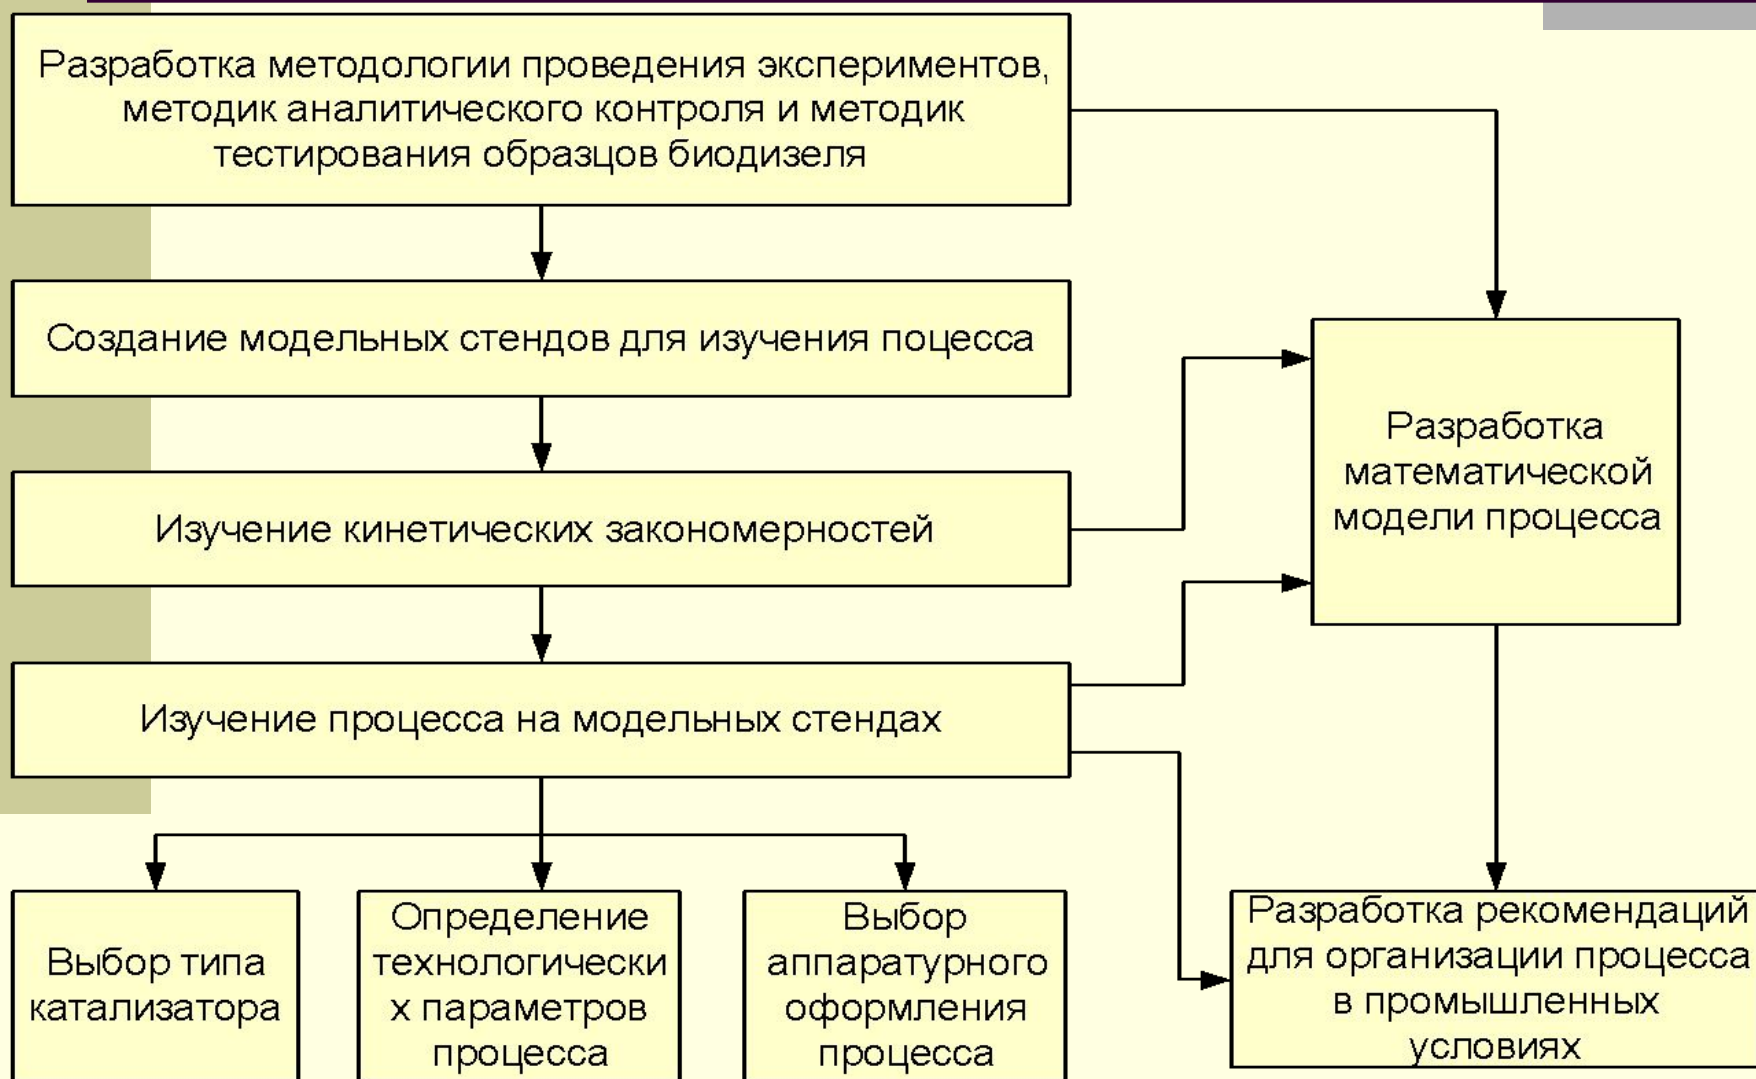 Разработка методологии проведения экспериментов,
методик аналитического контроля и методик
тестирования образцов биодизеля
Создание модельных стендов для изучения поцесса
Изучение кинетических закономерностей
Изучение процесса на модельных стендах
Разработка
математической
модели процесса
Выбор типа
катализатора
Определение
технологически
х параметров
процесса
Выбор
аппаратурного
оформления
процесса
Разработка рекомендаций
для организации процесса
в промышленных
условиях